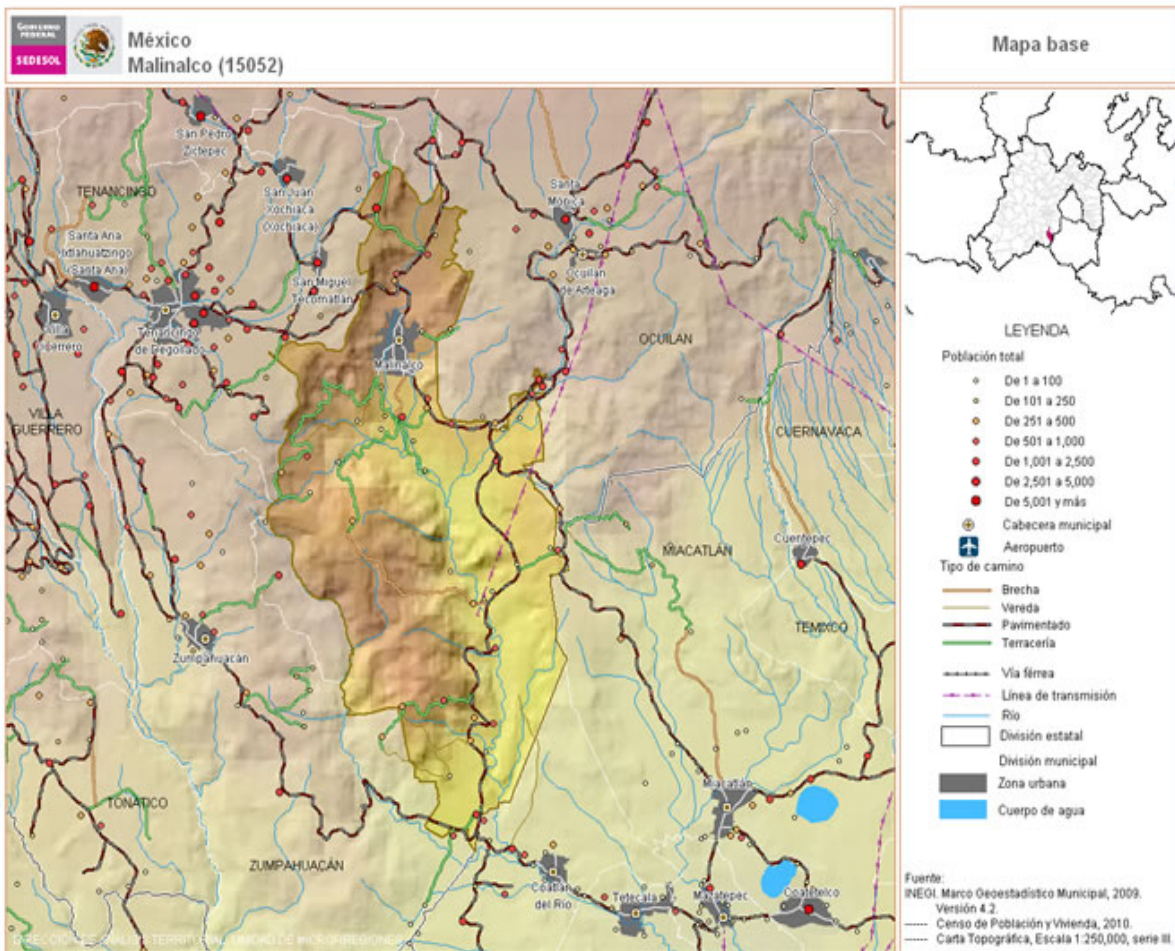 GOBIERNO
FEDERAL
SEDESOL
México
Malinalco (15052)
Mapa base
San Pedro
Zictepec
TENANCINGO
San Juan
Xochiaca
(Xochiaca)
Santa
Mónica
Santa Ana
Ixtlahuatzingo
(Santa Ana)
San Miguel
Tecomatlán
Ocuilan
de Arteaga
Villa
Guerrero
Tenancingo
de Degollado
Malinalco
OCUILAN
VILLA
GUERRERO
CUERNAVACA
MIACATLÁN
Cuentepec
TEMIXCO
Zumpahuacán
TONATICO
Miacatlán
ZUMPAHUACÁN
Coatlán
del Río
Tetecala
Mazatepec
Coatetelco
LEYENDA
Población total
De 1 a 100
De 101 a 250
De 251 a 500
De 501 a 1,000
De 1,001 a 2,500
De 2,501 a 5,000
De 5,001 y más
Cabecera municipal
Aeropuerto
Tipo de camino
Brecha
Vereda
Pavimentado
Terracería
Vía férrea
Línea de transmisión
Río
División estatal
División municipal
Zona urbana
Cuerpo de agua
Fuente:
INEGI. Marco Geoestadístico Municipal, 2009.
Versión 4.2.
Censo de Población y Vivienda, 2010.
Carta Topográfica, Escala 1:250,000, serie